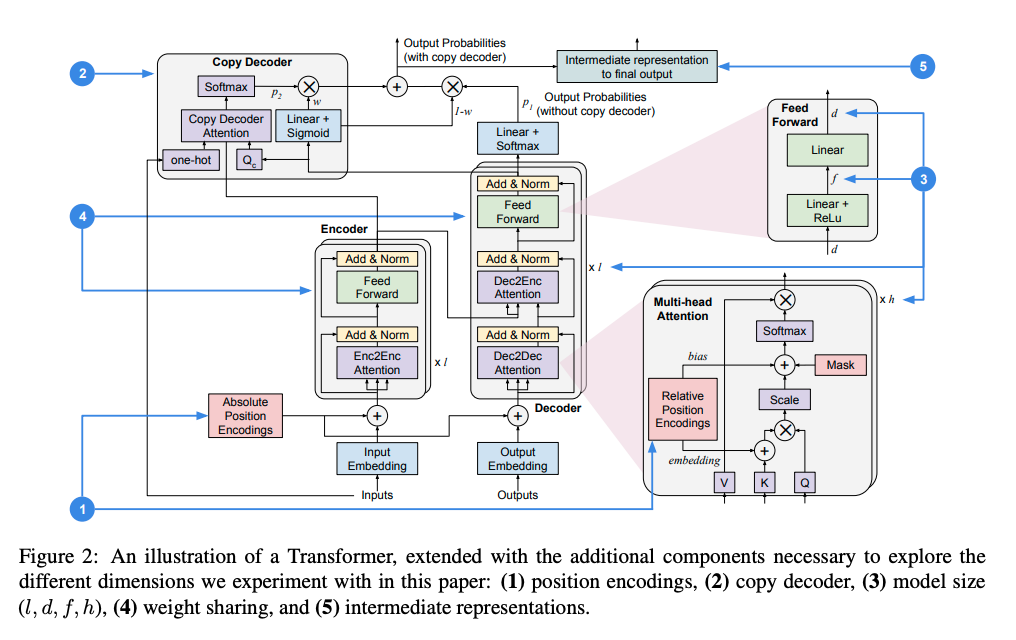 Output Probabilities
(with copy decoder)
Copy Decoder
2
Softmax
p2
w
Copy Decoder
Attention
Linear +
Sigmoid
one-hot
Qc
+
1-w
Intermediate representation
to final output
5
p1
Output Probabilities
(without copy decoder)
Linear +
Softmax
Feed
Forward
d
Linear
f
3
Linear +
ReLu
d
4
Encoder
Add & Norm
Feed
Forward
Add & Norm
Enc2Enc
Attention
x l
Add & Norm
Feed
Forward
Add & Norm
Dec2Enc
Attention
Add & Norm
Dec2Dec
Attention
x l
Decoder
Multi-head
Attention
x h
Softmax
bias
+
Mask
Relative
Position
Encodings
Scale
embedding
+
V
K
Q
Absolute
Position
Encodings
+
+
Input
Embedding
Output
Embedding
1
Inputs
Outputs
Figure 2: An illustration of a Transformer, extended with the additional components necessary to explore the
different dimensions we experiment with in this paper: (1) position encodings, (2) copy decoder, (3) model size
(l, d, f, h), (4) weight sharing, and (5) intermediate representations.